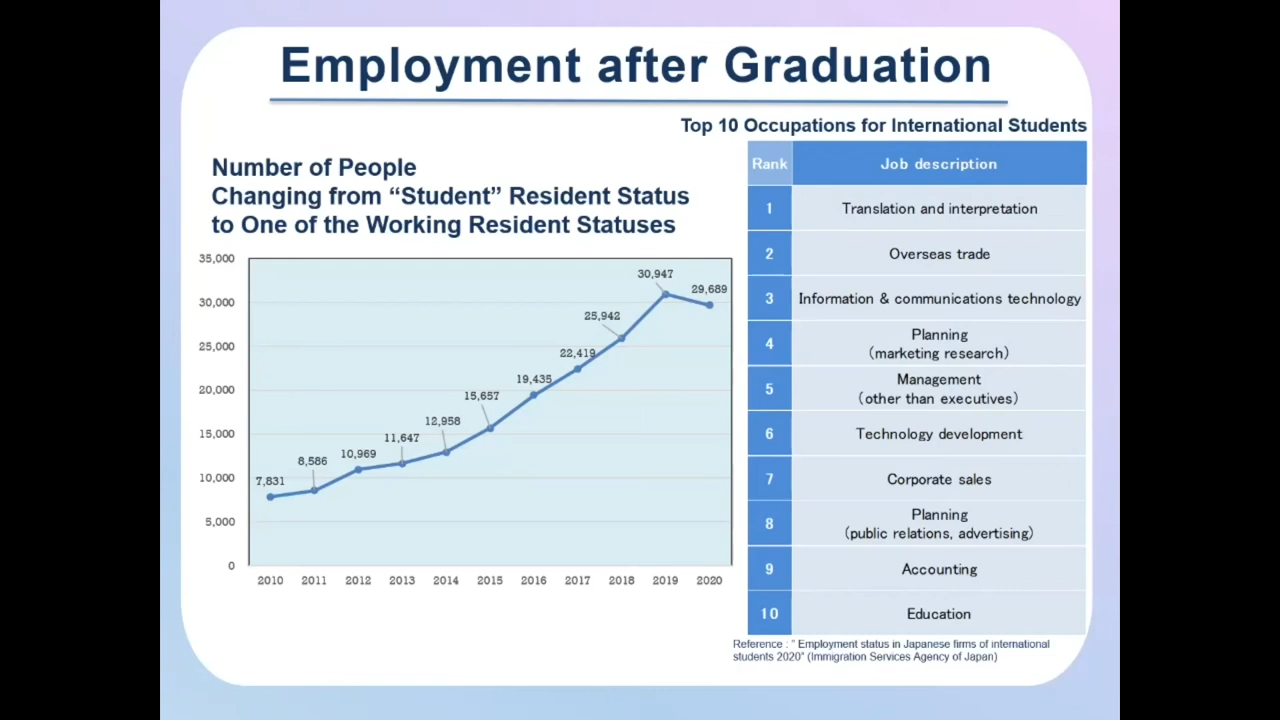 Employment after Graduation
Number of People
Changing from “Student” Resident Status
to One of the Working Resident Statuses
35,000
30,000
25,000
20,000
15,000
10,000
5,000
0
7,831
8,586
10,969
11,647
12,958
15,657
19,435
22,419
25,942
30,947
29,689
2010 2011 2012 2013 2014 2015 2016 2017 2018 2019 2020
Top 10 Occupations for International Students
Rank Job description
1 Translation and interpretation
2 Overseas trade
3 Information & communications technology
4 Planning
(marketing research)
5 Management
(other than executives)
6 Technology development
7 Corporate sales
8 Planning
(public relations, advertising)
9 Accounting
10 Education
Reference : “ Employment status in Japanese firms of international
students 2020” (Immigration Services Agency of Japan)